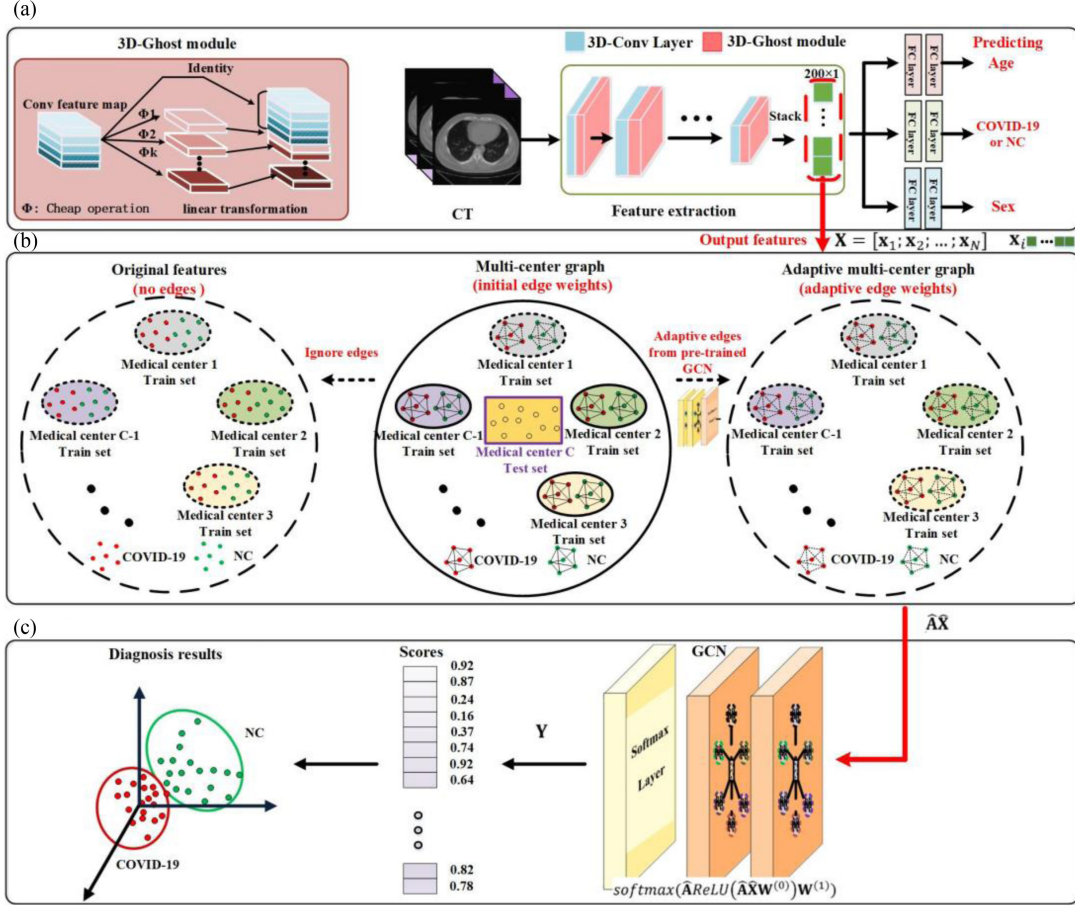 (a)
3D-Ghost module
Identity
Conv feature map
Φ1
Φ2
Φk
Φ: Cheap operation
linear transformation
CT
3D-Conv Layer
3D-Ghost module
200×1
Stack
Feature extraction
FC layer
FC layer
FC layer
FC layer
FC layer
FC layer
Predicting
Age
COVID-19
or NC
Sex
Output features
X = [x1; x2; … ; xN]
xi
(b)
Original features
(no edges )
Medical center 1
Train set
Medical center C-1
Train set
Medical center 2
Train set
Medical center 3
Train set
COVID-19
NC
Ignore edges
Multi-center graph
(initial edge weights)
Medical center 1
Train set
Medical center C-1
Train set
Medical center C
Test set
Medical center 2
Train set
Medical center 3
Train set
COVID-19
NC
Adaptive edges
from pre-trained
GCN
Adaptive multi-center graph
(adaptive edge weights)
Medical center 1
Train set
Medical center C-1
Train set
Medical center 2
Train set
Medical center 3
Train set
COVID-19
NC
(c)
ÂX̂
Diagnosis results
NC
COVID-19
Scores
0.92
0.87
0.24
0.16
0.37
0.74
0.92
0.64
0.82
0.78
Y
GCN
Softmax
Layer
softmax(ÂReLU(ÂX̂W(0))W(1))